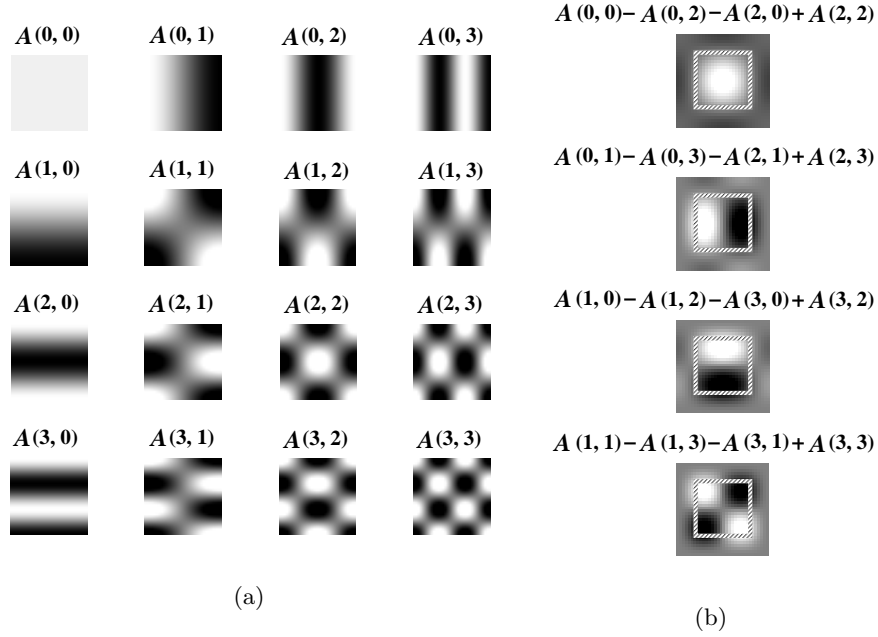 A(0, 0) A(0, 1) A(0, 2) A(0, 3)
A(1, 0) A(1, 1) A(1, 2) A(1, 3)
A(2, 0) A(2, 1) A(2, 2) A(2, 3)
A(3, 0) A(3, 1) A(3, 2) A(3, 3)
(a)
A(0, 0)−A(0, 2)−A(2, 0)+A(2, 2)
A(0, 1)−A(0, 3)−A(2, 1)+A(2, 3)
A(1, 0)−A(1, 2)−A(3, 0)+A(3, 2)
A(1, 1)−A(1, 3)−A(3, 1)+A(3, 3)
(b)